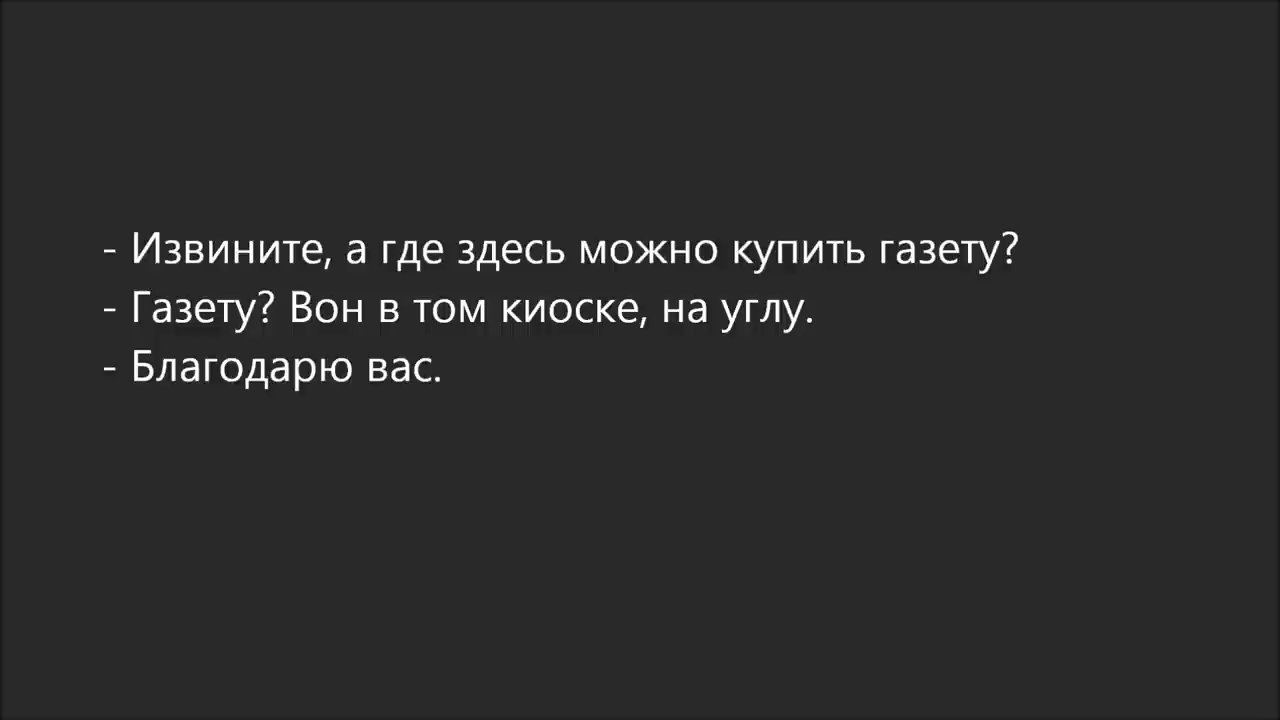 - Извините, а где здесь можно купить газету?
- Газету? Вон в том киоске, на углу.
- Благодарю вас.